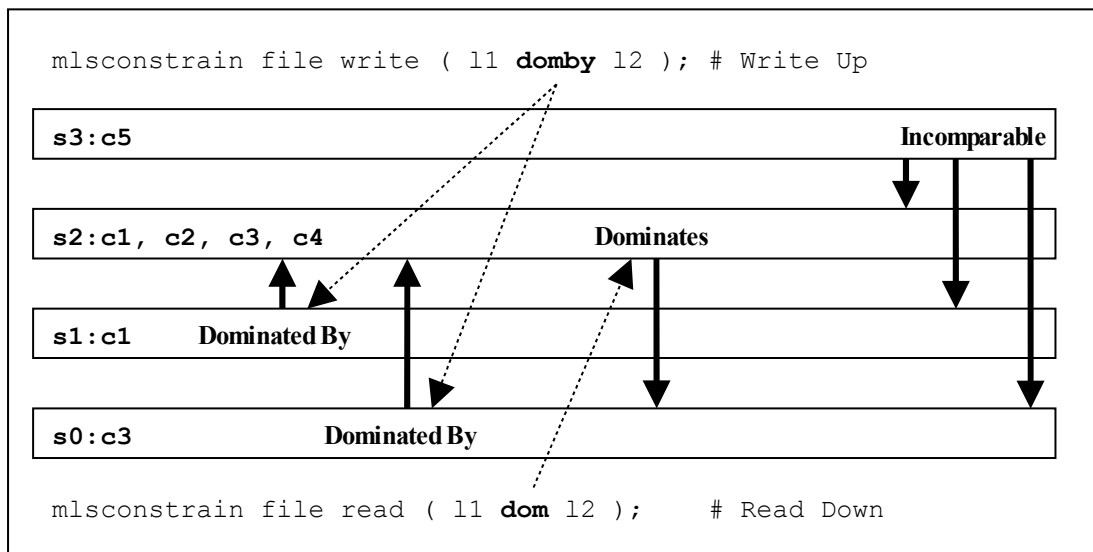 mlsconstrain file write ( l1 domby l2 ); # Write Up
s3:c5 Incomparable
s2:c1, c2, c3, c4 Dominates
s1:c1 Dominated By
s0:c3 Dominated By
mlsconstrain file read ( l1 dom l2 ); # Read Down